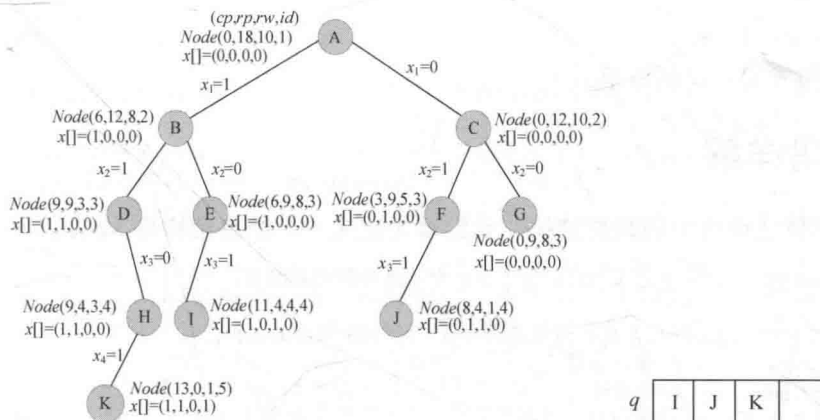 (cp,rp,rw,id)
Node(0,18,10,1)
x[]=(0,0,0,0)
A
x₁=1
x₁=0
Node(6,12,8,2)
x[]=(1,0,0,0)
B
C
Node(0,12,10,2)
x[]=(0,0,0,0)
x₂=1
x₂=0
x₂=1
x₂=0
Node(9,9,3,3)
x[]=(1,1,0,0)
D
E
Node(6,9,8,3)
x[]=(1,0,0,0)
Node(3,9,5,3)
x[]=(0,1,0,0)
F
G
Node(0,9,8,3)
x[]=(0,0,0,0)
x₃=0
x₃=1
x₃=1
Node(9,4,3,4)
x[]=(1,1,0,0)
H
I
Node(11,4,4,4)
x[]=(1,0,1,0)
J
Node(8,4,1,4)
x[]=(0,1,1,0)
x₄=1
K
Node(13,0,1,5)
x[]=(1,1,0,1)
q I J K